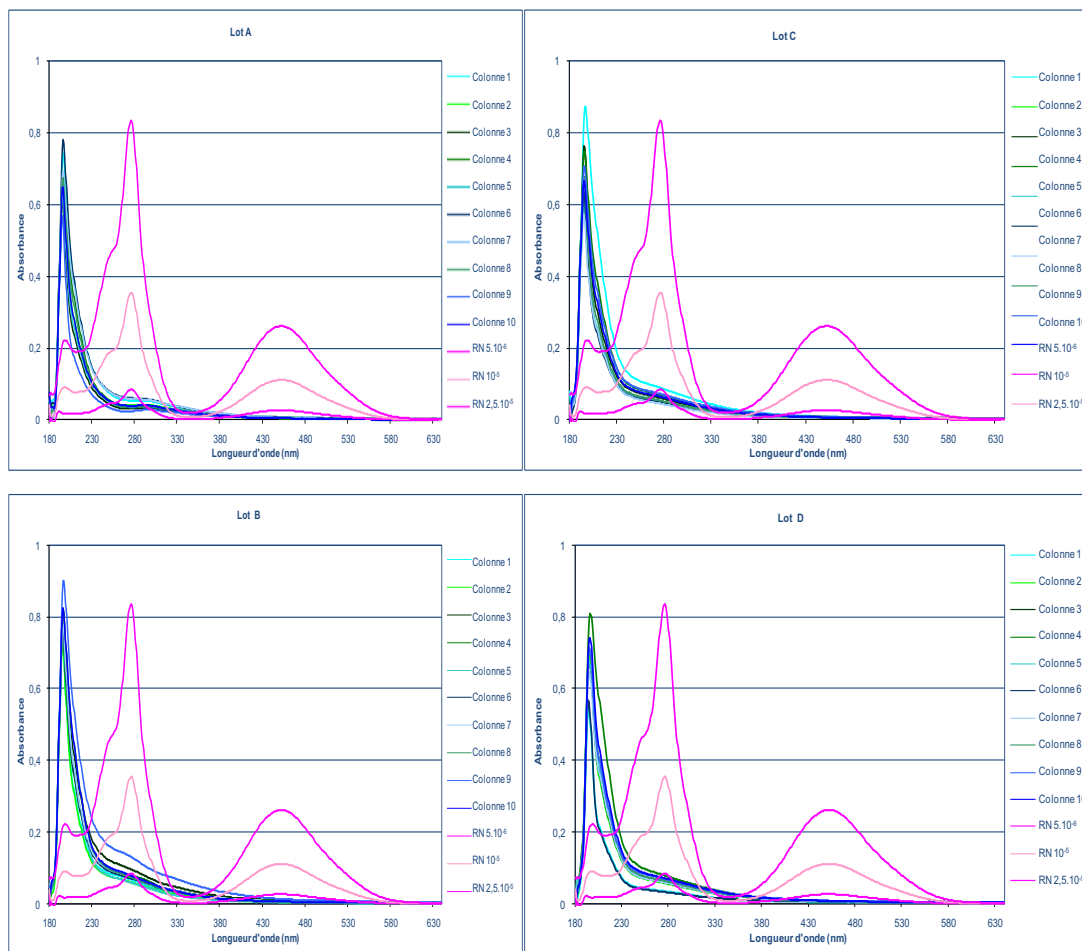 Lot A
Absorbance
1
0,8
0,6
0,4
0,2
0
180 230 280 330 380 430 480 530 580 630
Longueur d'onde (nm)
Colonne 1
Colonne 2
Colonne 3
Colonne 4
Colonne 5
Colonne 6
Colonne 7
Colonne 8
Colonne 9
Colonne 10
RN 5.10⁻⁶
RN 10⁻⁵
RN 2,5.10⁻⁵
Lot C
Absorbance
1
0,8
0,6
0,4
0,2
0
180 230 280 330 380 430 480 530 580 630
Longueur d'onde (nm)
Colonne 1
Colonne 2
Colonne 3
Colonne 4
Colonne 5
Colonne 6
Colonne 7
Colonne 8
Colonne 9
Colonne 10
RN 5.10⁻⁶
RN 10⁻⁵
RN 2,5.10⁻⁵
Lot B
Absorbance
1
0,8
0,6
0,4
0,2
0
180 230 280 330 380 430 480 530 580 630
Longueur d'onde (nm)
Colonne 1
Colonne 2
Colonne 3
Colonne 4
Colonne 5
Colonne 6
Colonne 7
Colonne 8
Colonne 9
Colonne 10
RN 5.10⁻⁶
RN 10⁻⁵
RN 2,5.10⁻⁵
Lot D
Absorbance
1
0,8
0,6
0,4
0,2
0
180 230 280 330 380 430 480 530 580 630
Longueur d'onde (nm)
Colonne 1
Colonne 2
Colonne 3
Colonne 4
Colonne 5
Colonne 6
Colonne 7
Colonne 8
Colonne 9
Colonne 10
RN 5.10⁻⁶
RN 10⁻⁵
RN 2,5.10⁻⁵